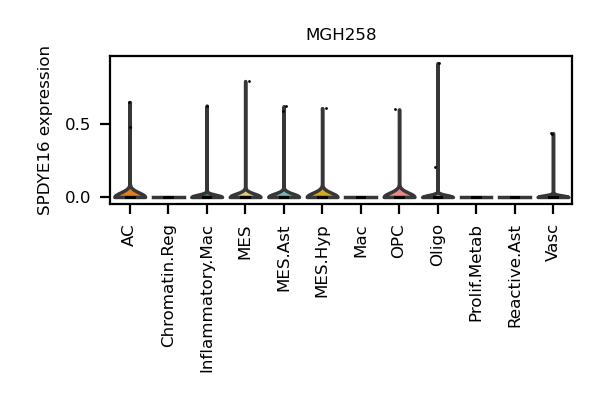 MGH258
SPDYE16 expression
0.5
0.0
AC
Chromatin.Reg
Inflammatory.Mac
MES
MES.Ast
MES.Hyp
Mac
OPC
Oligo
Prolif.Metab
Reactive.Ast
Vasc